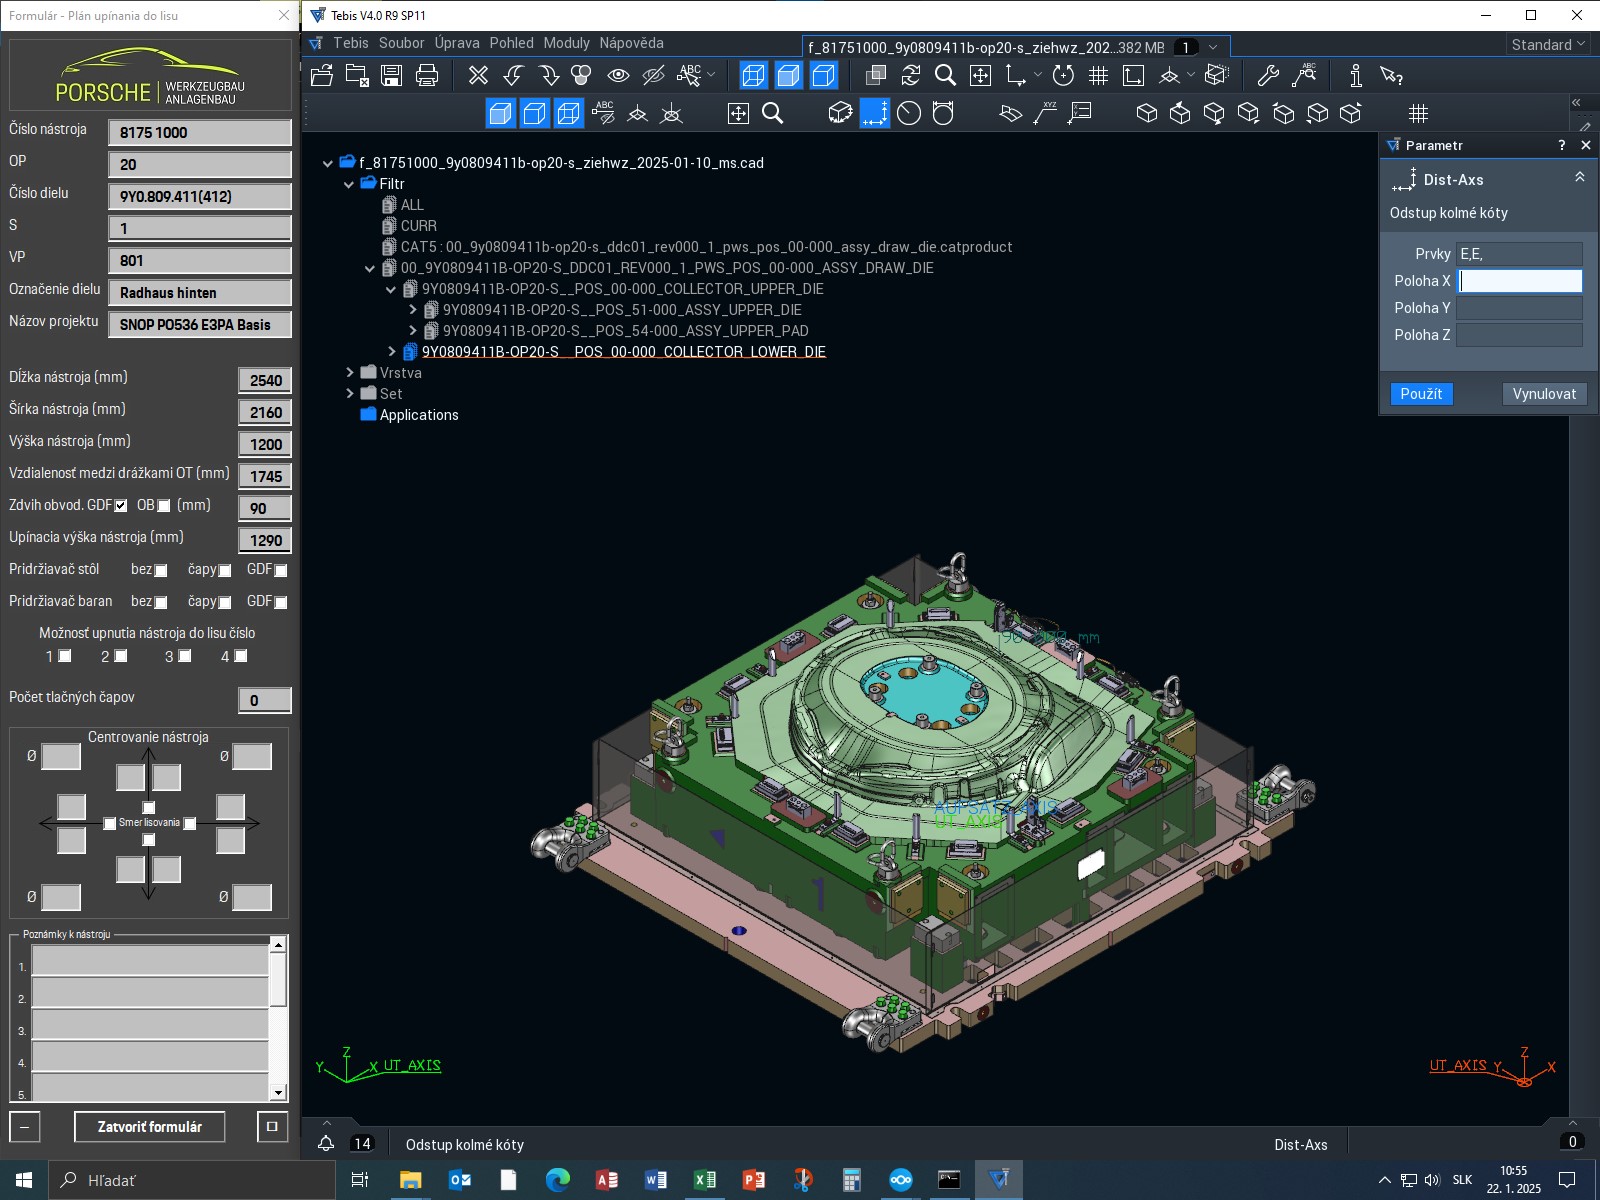 Formulár - Plán upínania do lisu
PORSCHE WERKZEUGBAU ANLAGENBAU
Číslo nástroja 8175 1000
OP 20
Číslo dielu 9Y0.809.411(412)
S 1
VP 801
Označenie dielu Radhaus hinten
Názov projektu SNOP PO536 E3PA Basis
Dĺžka nástroja (mm) 2540
Šírka nástroja (mm) 2160
Výška nástroja (mm) 1200
Vzdialenosť medzi drážkami OT (mm) 1745
Zdvih obvod. GDF OB (mm) 90
Upínacia výška nástroja (mm) 1290
Pridržiavač stôl bez čapy GDF
Pridržiavač baran bez čapy GDF
Možnosť upnutia nástroja do lisu číslo
1 2 3 4
Počet tlačných čapov 0
Centrovanie nástroja
Ø Ø
Smer lisovania
Ø Ø
Poznámky k nástroju
1.
2.
3.
4.
5.
Zatvoriť formulár
Tebis V4.0 R9 SP11
Tebis Soubor Úprava Pohled Moduly Nápověda
f_81751000_9y0809411b-op20-s_ziehwz_202...382 MB 1
Standard
ABC
ABC
ABC
XYZ
f_81751000_9y0809411b-op20-s_ziehwz_2025-01-10_ms.cad
Filtr
ALL
CURR
CAT5 : 00_9y0809411b-op20-s_ddc01_rev000_1_pws_pos_00-000_assy_draw_die.catproduct
00_9Y0809411B-OP20-S_DDC01_REV000_1_PWS_POS_00-000_ASSY_DRAW_DIE
9Y0809411B-OP20-S__POS_00-000_COLLECTOR_UPPER_DIE
9Y0809411B-OP20-S__POS_51-000_ASSY_UPPER_DIE
9Y0809411B-OP20-S__POS_54-000_ASSY_UPPER_PAD
9Y0809411B-OP20-S__POS_00-000_COLLECTOR_LOWER_DIE
Vrstva
Set
Applications
Parametr ?
Dist-Axs
Odstup kolmé kóty
Prvky E,E,
Poloha X
Poloha Y
Poloha Z
Použít Vynulovat
mm
AUFSATZ_AXIS
UT_AXIS
Z
Y X UT_AXIS
UT_AXIS Y Z X
14 Odstup kolmé kóty Dist-Axs 0
Hľadať
SLK
10:55
22. 1. 2025